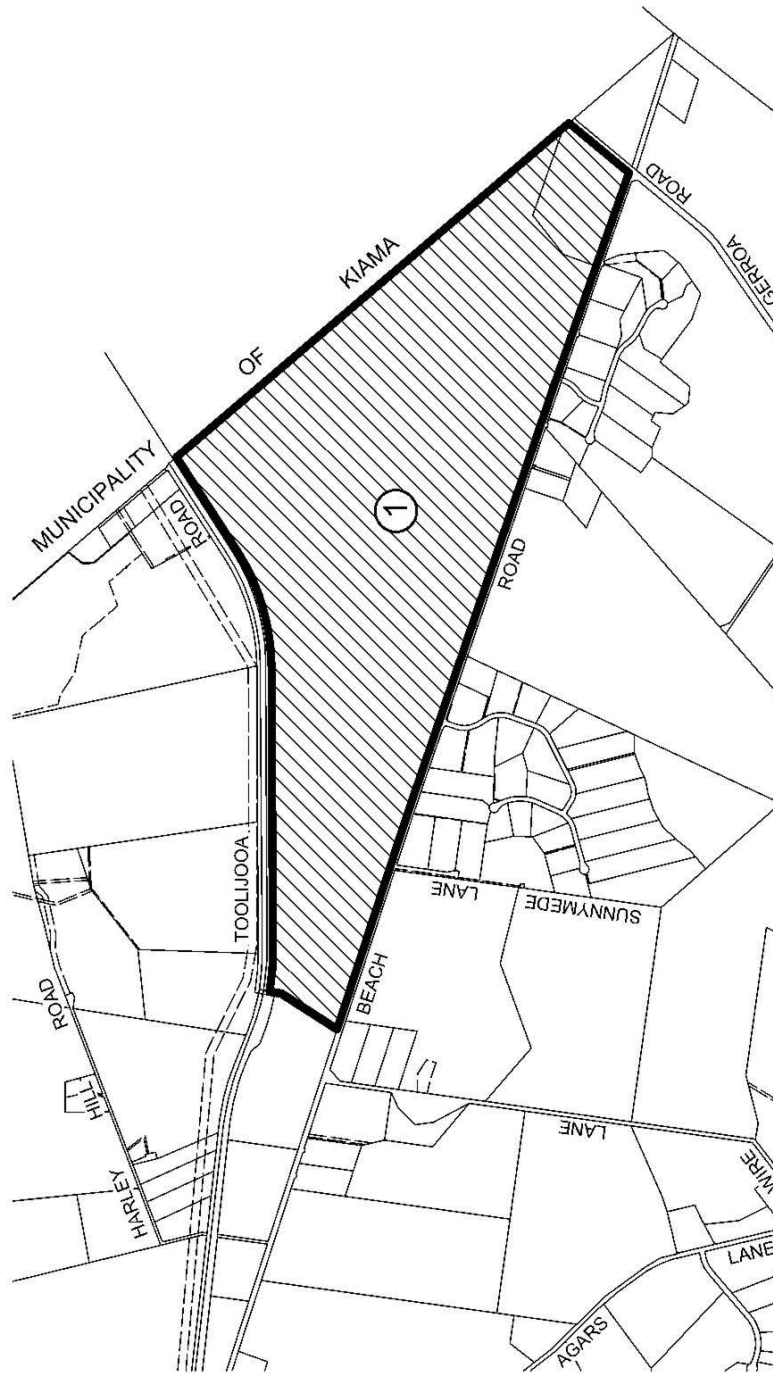 MUNICIPALITY OF KIAMA
ROAD
TOOLIJOOA
ROAD
HILL
HARLEY
1
ROAD
BEACH
ROAD
GERROA
LANE
SUNNYMEDE
LANE
WIRE
LANE
AGARS